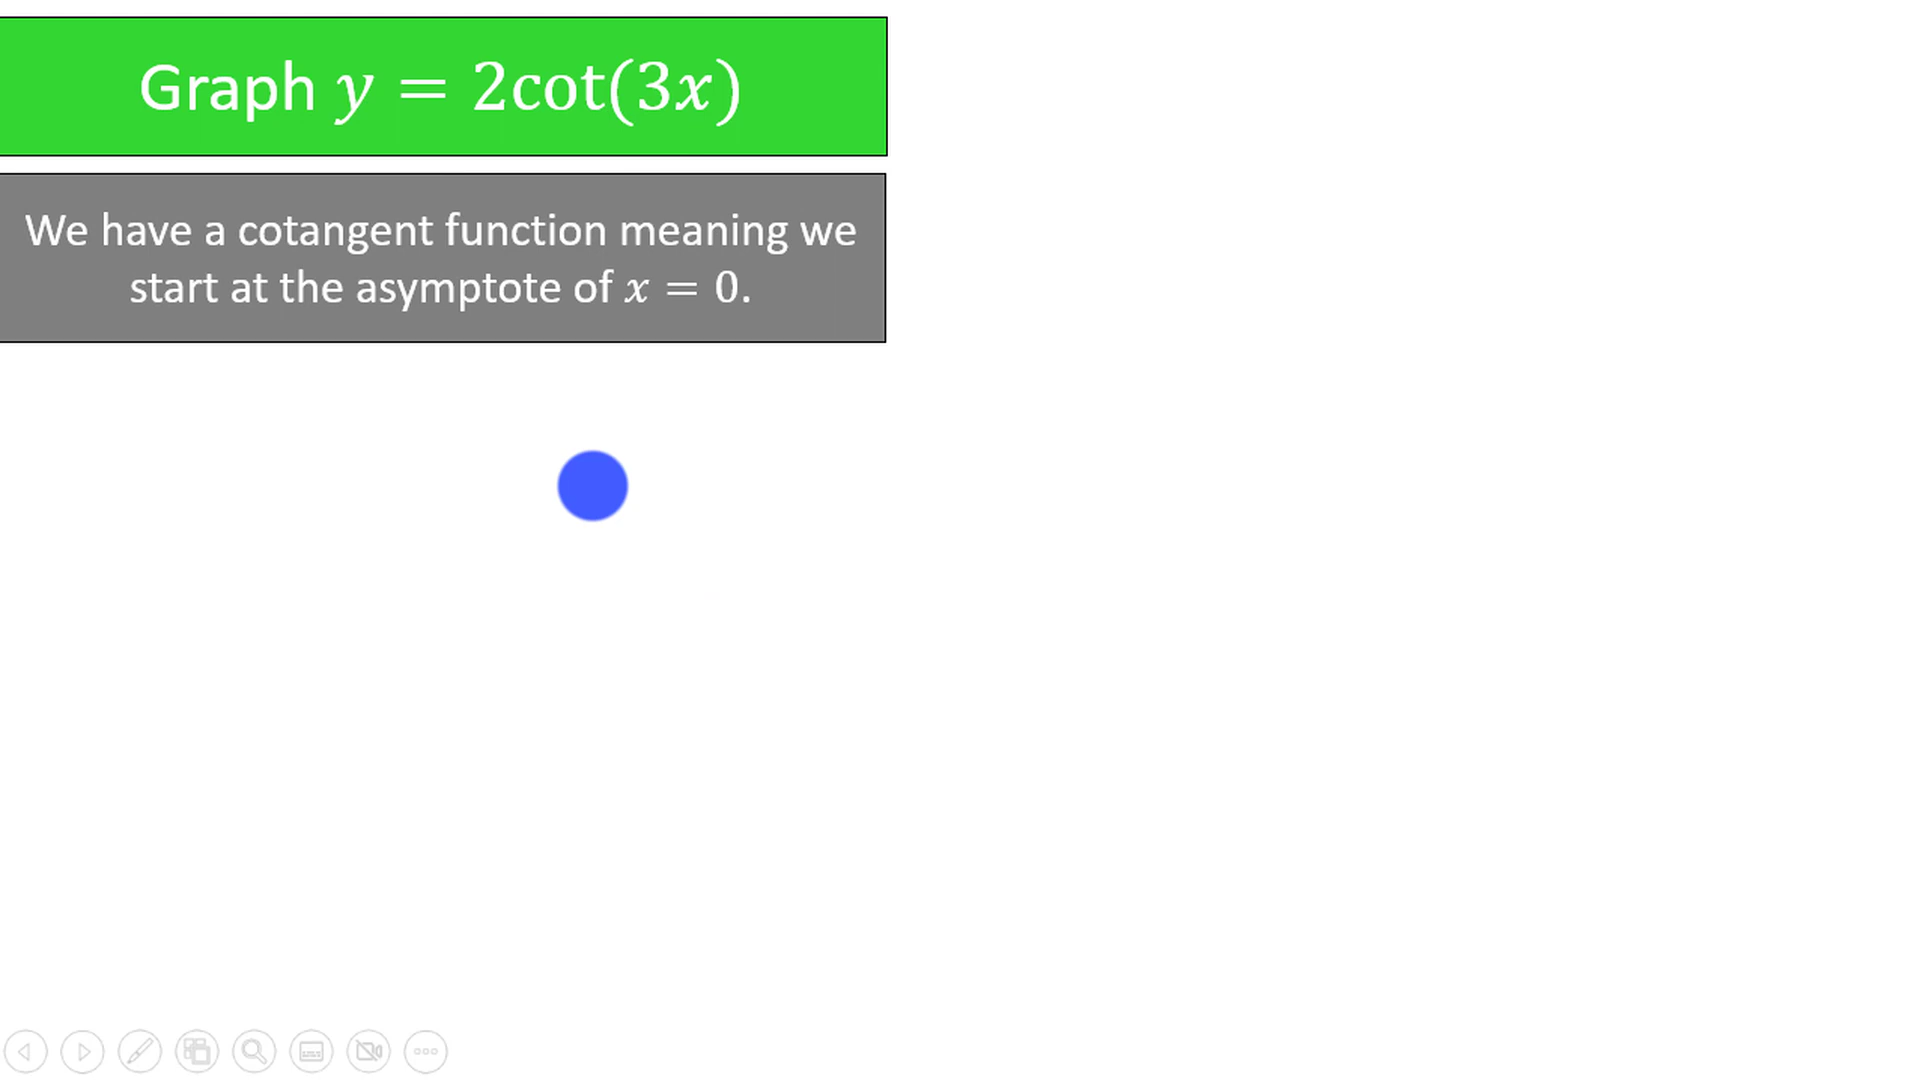 Graph y = 2cot(3x)
We have a cotangent function meaning we
start at the asymptote of x = 0.